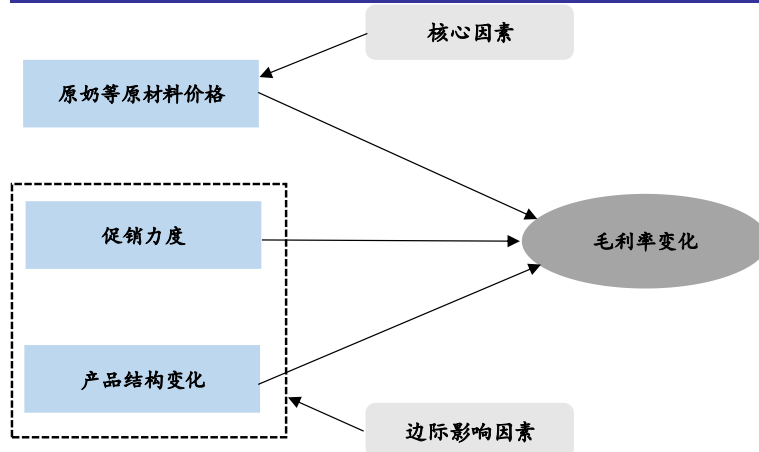 核心因素
原奶等原材料价格
促销力度
毛利率变化
产品结构变化
边际影响因素